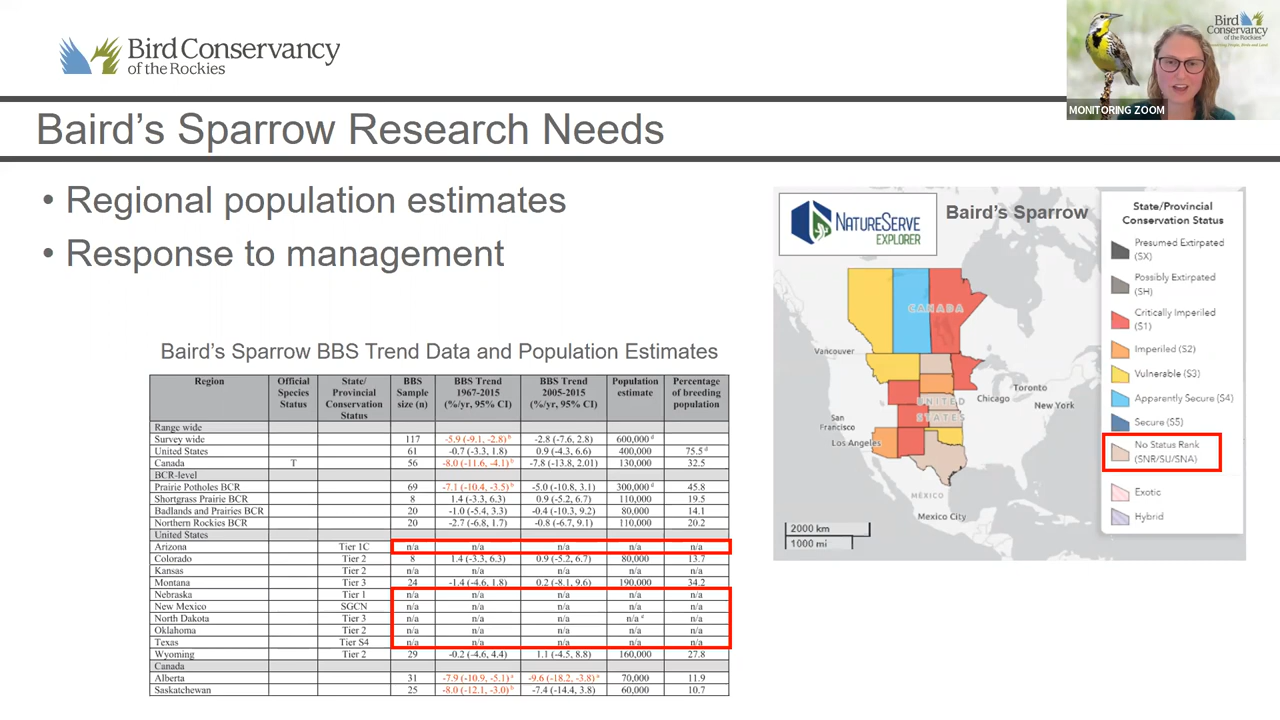 Bird Conservancy
of the Rockies
Bird
Conservancy
of the Rockies
MONITORING ZOOM
Baird's Sparrow Research Needs
• Regional population estimates
• Response to management
Baird's Sparrow BBS Trend Data and Population Estimates
Region Official Species Status State/Provincial Conservation Status BBS Sample size (n) BBS Trend 1967-2015 (%/yr, 95% CI) BBS Trend 2005-2015 (%/yr, 95% CI) Population estimate Percentage of breeding population
Range wide
Survey wide 117 -5.9 (-9.1, -2.8) b -2.8 (-7.6, 2.8) 600,000 d
United States 61 -0.7 (-3.3, 1.8) 0.9 (-4.3, 6.6) 400,000 75.5 d
Canada T 56 -8.0 (-11.6, -4.1) b -7.8 (-13.8, 2.01) 130,000 32.5
BCR-level
Prairie Potholes BCR 69 -7.1 (-10.4, -3.5) b -5.0 (-10.8, 3.1) 300,000 d 45.8
Shortgrass Prairie BCR 8 1.4 (-3.3, 6.3) 0.9 (-5.2, 6.7) 110,000 19.5
Badlands and Prairies BCR 20 -1.0 (-5.4, 3.3) -0.4 (-10.3, 9.2) 80,000 14.1
Northern Rockies BCR 20 -2.7 (-6.8, 1.7) -0.8 (-6.7, 9.1) 110,000 20.2
United States
Arizona Tier 1C n/a n/a n/a n/a n/a
Colorado Tier 2 8 1.4 (-3.3, 6.3) 0.9 (-5.2, 6.7) 80,000 13.7
Kansas Tier 2 n/a n/a n/a n/a n/a
Montana Tier 3 24 -1.4 (-4.6, 1.8) 0.2 (-8.1, 9.6) 190,000 34.2
Nebraska Tier 1 n/a n/a n/a n/a n/a
New Mexico SGCN n/a n/a n/a n/a n/a
North Dakota Tier 3 n/a n/a n/a n/a n/a
Oklahoma Tier 2 n/a n/a n/a n/a n/a
Texas Tier S4 n/a n/a n/a n/a n/a
Wyoming Tier 2 29 -0.2 (-4.6, 4.4) 1.1 (-4.5, 8.8) 160,000 27.8
Canada
Alberta 31 -7.9 (-10.9, -5.1) -9.6 (-18.2, -3.8) 70,000 11.9
Saskatchewan 25 -8.0 (-12.1, -3.0) b -7.4 (-14.4, 3.8) 60,000 10.7
NATURESERVE
EXPLORER
Baird's Sparrow
CANADA
Vancouver
Toronto
UNITED
Chicago
New York
STATES
San
Francisco
Los Angeles
MÉXICO
Mexico City
2000 km
1000 mi
State/Provincial
Conservation Status
Presumed Extirpated
(SX)
Possibly Extirpated
(SH)
Critically Imperiled
(S1)
Imperiled (S2)
Vulnerable (S3)
Apparently Secure (S4)
Secure (S5)
No Status Rank
(SNR/SU/SNA)
Exotic
Hybrid